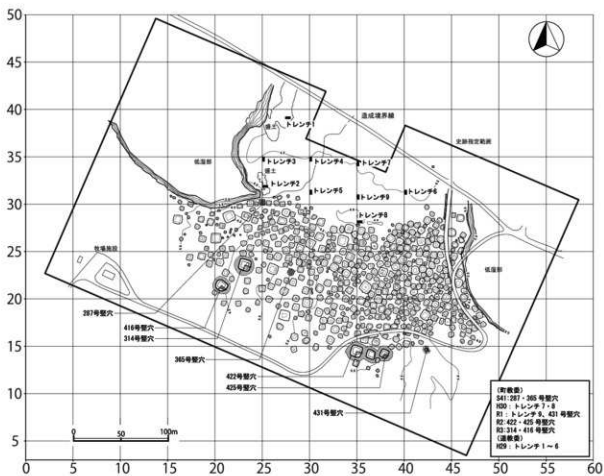 50
45
40
35
30
25
20
15
10
5
0
10
15
20
25
30
35
40
45
50
55
60
造成境界線
史跡指定範囲
盛土
トレンチ1
低湿部
トレンチ3
トレンチ4
トレンチ7
盛土
トレンチ2
トレンチ5
トレンチ9
トレンチ6
トレンチ8
牧場施設
低湿部
287号竪穴
416号竪穴
314号竪穴
365号竪穴
422号竪穴
425号竪穴
431号竪穴
0
50
100m
(町教委)
S41:287・365号竪穴
H30:トレンチ7・8
R1:トレンチ9、431号竪穴
R2:422・425号竪穴
R3:314・416号竪穴
(道教委)
H29:トレンチ1~6